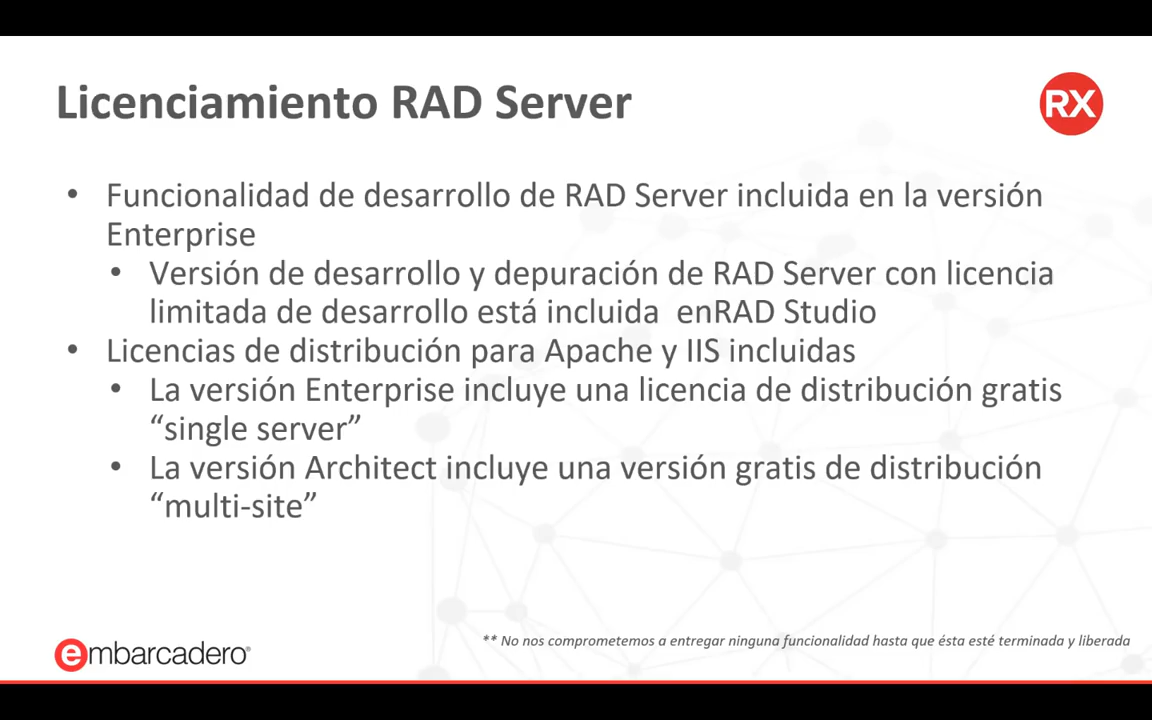 Licenciamiento RAD Server
RX
• Funcionalidad de desarrollo de RAD Server incluida en la versión
Enterprise
• Versión de desarrollo y depuración de RAD Server con licencia
limitada de desarrollo está incluida  enRAD Studio
• Licencias de distribución para Apache y IIS incluidas
• La versión Enterprise incluye una licencia de distribución gratis
“single server”
• La versión Architect incluye una versión gratis de distribución
“multi-site”
** No nos comprometemos a entregar ninguna funcionalidad hasta que ésta esté terminada y liberada
embarcadero®